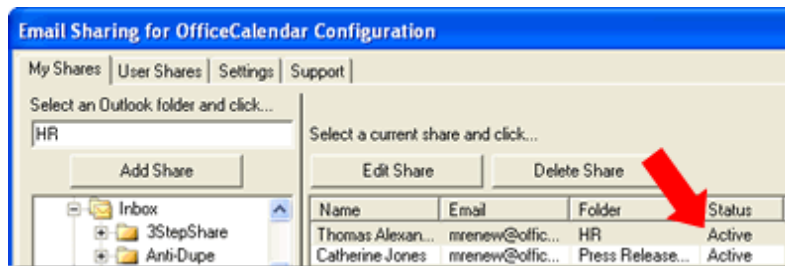 Email Sharing for OfficeCalendar Configuration
My Shares User Shares Settings Support
Select an Outlook folder and click...
HR
Select a current share and click...
Add Share Edit Share Delete Share
Inbox Name Email Folder Status
3StepShare Thomas Alexan... mrenew@offic... HR Active
Anti-Dupe Catherine Jones mrenew@offic... Press Release... Active